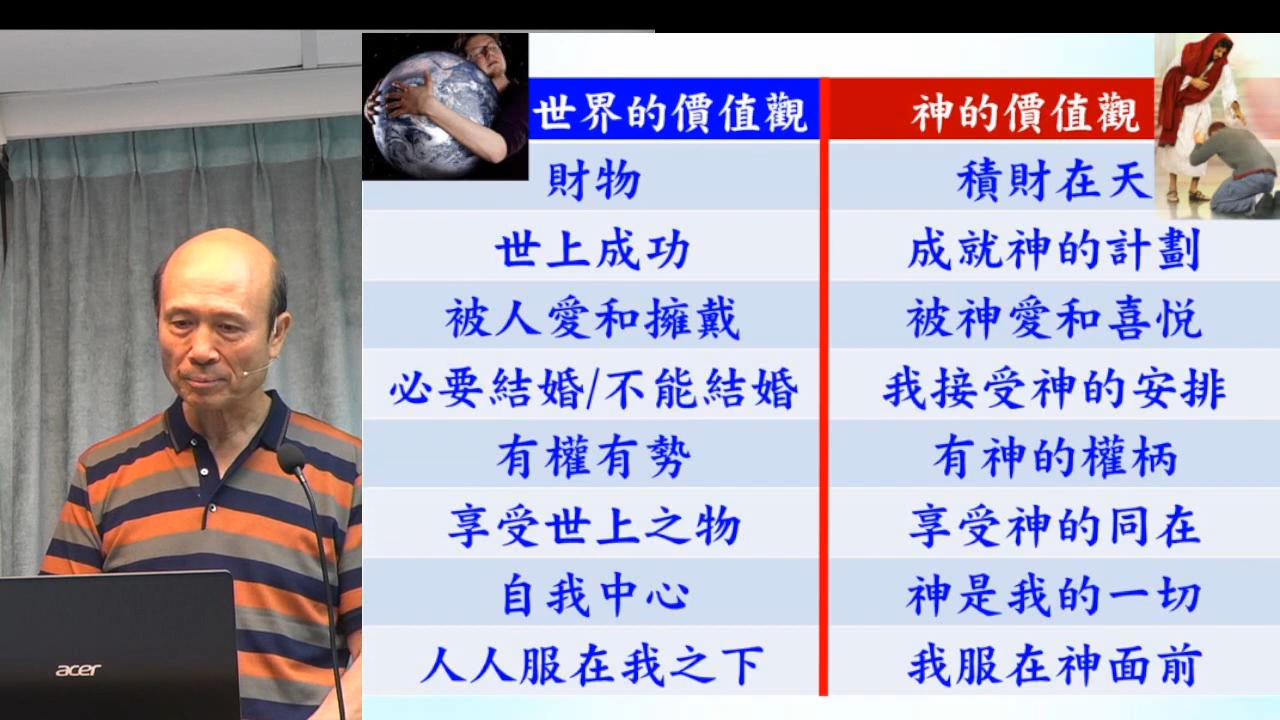 世界的價值觀 神的價值觀
財物 積財在天
世上成功 成就神的計劃
被人愛和擁戴 被神愛和喜悅
必要結婚/不能結婚 我接受神的安排
有權有勢 有神的權柄
享受世上之物 享受神的同在
自我中心 神是我的一切
人人服在我之下 我服在神面前
acer